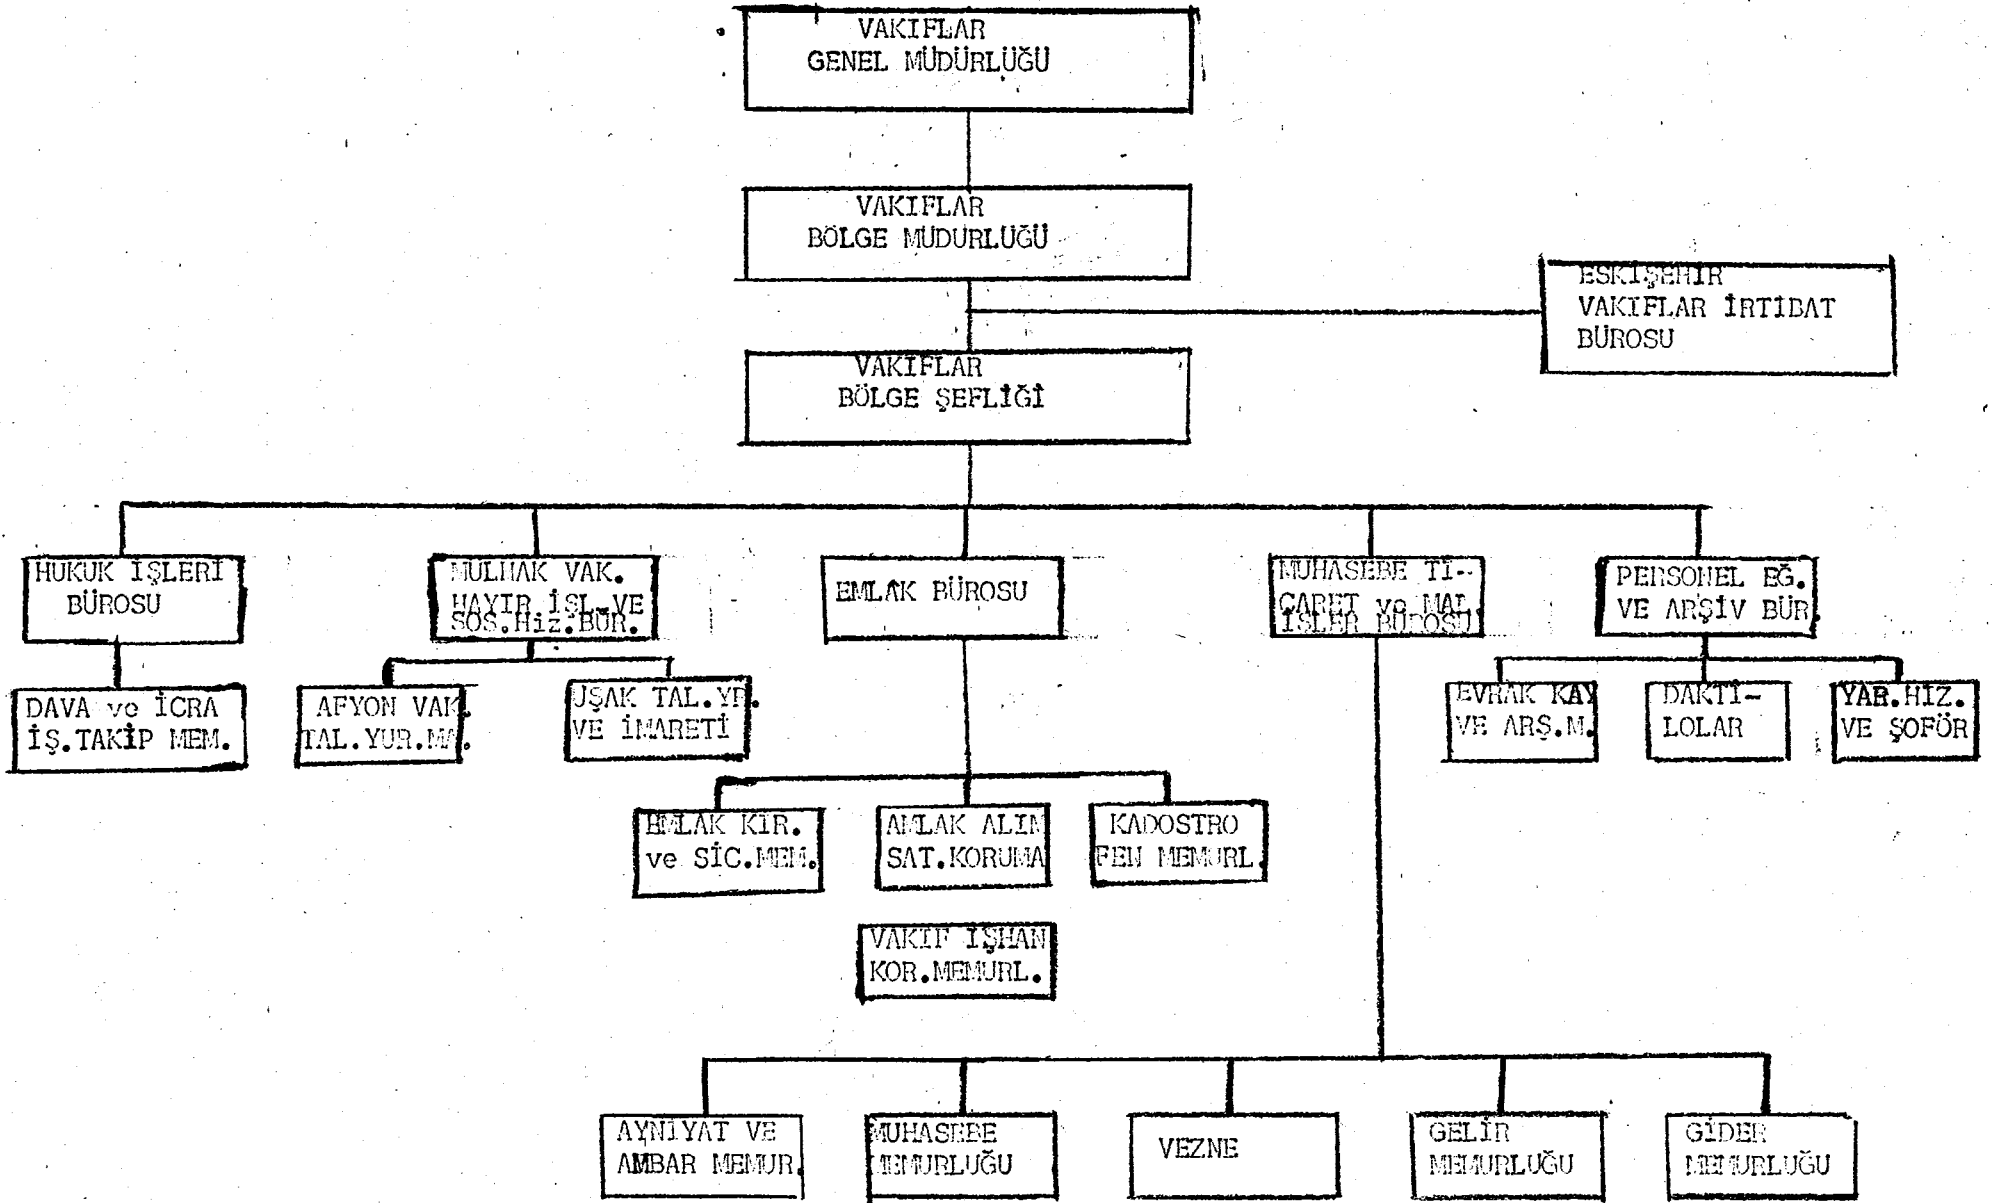 VAKIFLAR
GENEL MÜDÜRLÜĞÜ
VAKIFLAR
BÖLGE MÜDÜRLÜĞÜ
ESKİŞEHİR
VAKIFLAR İRTİBAT
BÜROSU
VAKIFLAR
BÖLGE ŞEFLİĞİ
HUKUK İŞLERİ
BÜROSU
MÜLHAK VAK.
HAYIR İŞL.VE
SOS.Hiz.BÜR.
EMLÂK BÜROSU
MUHASEBE Tİ--
CARET ve MAL
İŞLER BÜROSU
PERSONEL EĞ.
VE ARŞİV BÜR.
DAVA ve İCRA
İŞ.TAKİP MEM.
AFYON VAK.
TAL.YUR.MA.
UŞAK TAL.YR.
VE İMARETİ
EVRAK KAY
VE ARŞ.M.
DAKTİ-
LOLAR
YAR.HİZ.
VE ŞOFÖR
EMLAK KİR.
ve SİC.MEM.
AMLAK ALIM
SAT.KORUMA
KADOSTRO
FEN MEMURL.
VAKIF İŞHAN
KOR.MEMURL.
AYNİYAT VE
AMBAR MEMUR.
MUHASEBE
MEMURLUĞU
VEZNE
GELİR
MEMURLUĞU
GİDER
MEMURLUĞU